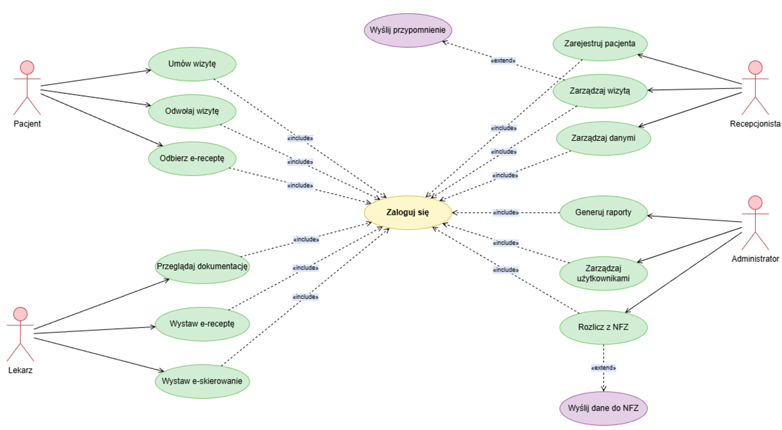 Wyślij przypomnienie
Zarejestruj pacjenta
Umów wizytę
«extend»
Zarządzaj wizytą
Pacjent
Odwołaj wizytę
Recepcjonista
«include»
«include»
Zarządzaj danymi
Odbierz e-receptę
«include»
«include»
«include»
«include»
Zaloguj się
«include»
Generuj raporty
«include»
«include»
Administrator
Przeglądaj dokumentację
«include»
«include»
Zarządzaj
użytkownikami
«include»
Wystaw e-receptę
Rozlicz z NFZ
Lekarz
«extend»
Wystaw e-skierowanie
Wyślij dane do NFZ